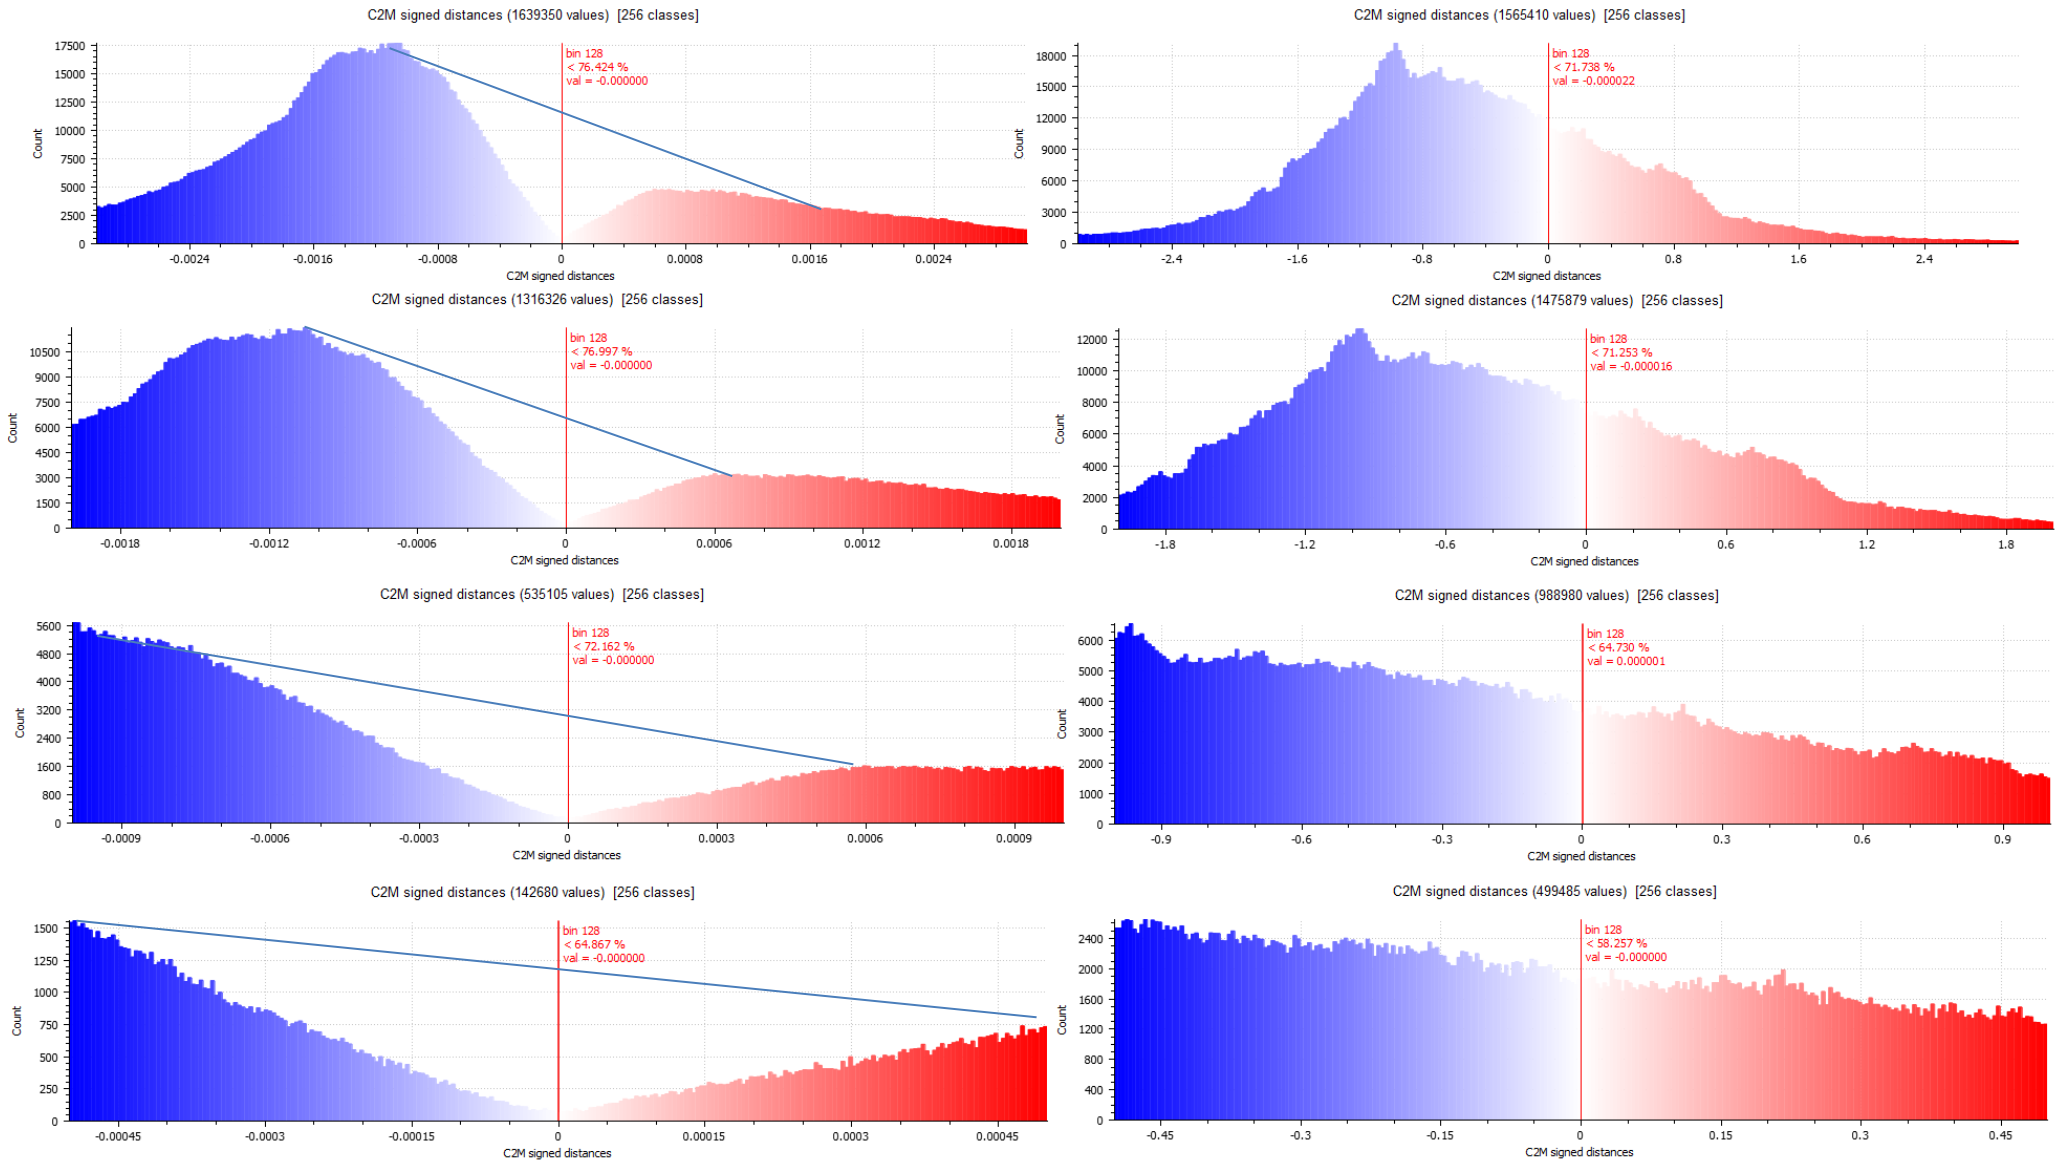 C2M signed distances (1639350 values) [256 classes]
17500
15000
12500
10000
7500
5000
2500
0
Count
bin 128
< 76.424 %
val = -0.000000
-0.0024 -0.0016 -0.0008 0 0.0008 0.0016 0.0024
C2M signed distances
C2M signed distances (1565410 values) [256 classes]
18000
15000
12000
9000
6000
3000
0
Count
bin 128
< 71.738 %
val = -0.000022
-2.4 -1.6 -0.8 0 0.8 1.6 2.4
C2M signed distances
C2M signed distances (1316326 values) [256 classes]
10500
9000
7500
6000
4500
3000
1500
0
Count
bin 128
< 76.997 %
val = -0.000000
-0.0018 -0.0012 -0.0006 0 0.0006 0.0012 0.0018
C2M signed distances
C2M signed distances (1475879 values) [256 classes]
12000
10000
8000
6000
4000
2000
0
Count
bin 128
< 71.253 %
val = -0.000016
-1.8 -1.2 -0.6 0 0.6 1.2 1.8
C2M signed distances
C2M signed distances (535105 values) [256 classes]
5600
4800
4000
3200
2400
1600
800
0
Count
bin 128
< 72.162 %
val = -0.000000
-0.0009 -0.0006 -0.0003 0 0.0003 0.0006 0.0009
C2M signed distances
C2M signed distances (988980 values) [256 classes]
6000
5000
4000
3000
2000
1000
0
Count
bin 128
< 64.730 %
val = 0.000001
-0.9 -0.6 -0.3 0 0.3 0.6 0.9
C2M signed distances
C2M signed distances (142680 values) [256 classes]
1500
1250
1000
750
500
250
0
Count
bin 128
< 64.867 %
val = -0.000000
-0.00045 -0.0003 -0.00015 0 0.00015 0.0003 0.00045
C2M signed distances
C2M signed distances (499485 values) [256 classes]
2400
2000
1600
1200
800
400
0
Count
bin 128
< 58.257 %
val = -0.000000
-0.45 -0.3 -0.15 0 0.15 0.3 0.45
C2M signed distances